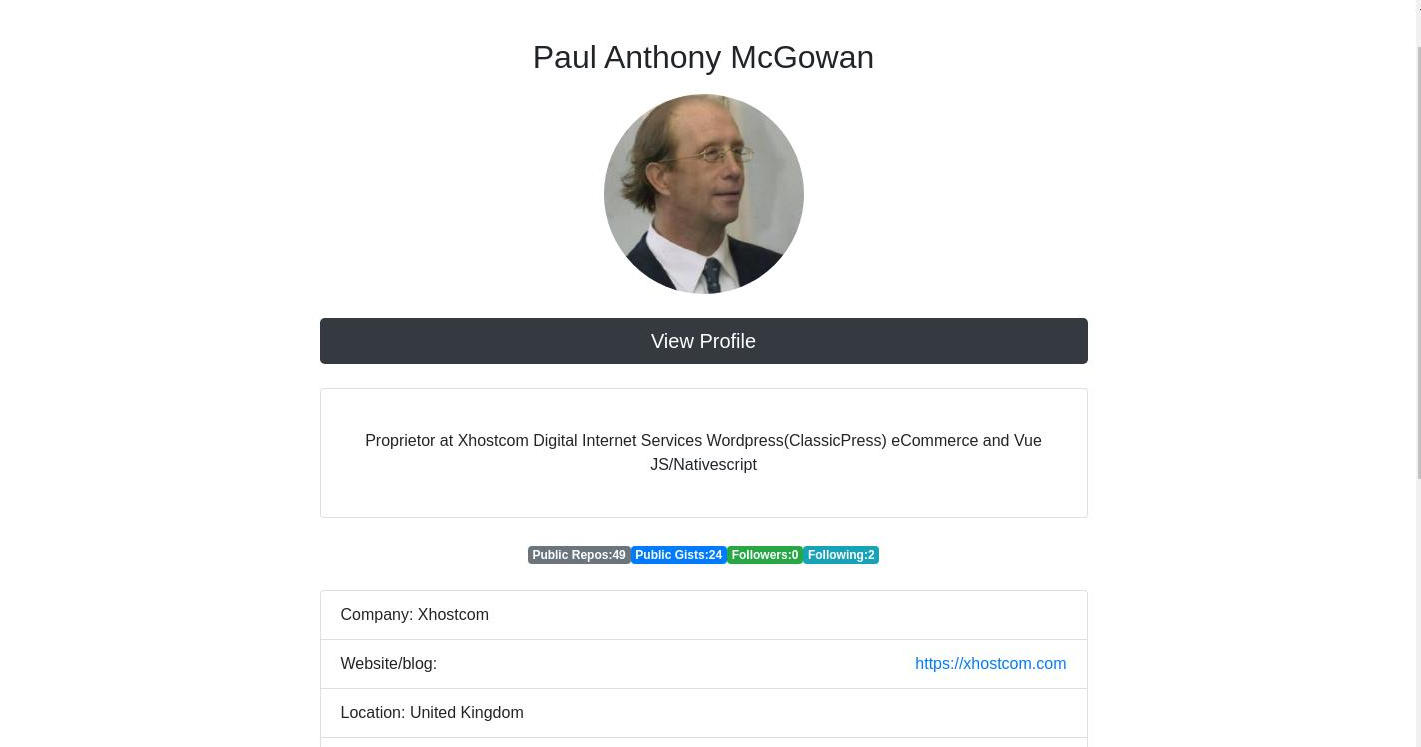 Paul Anthony McGowan
View Profile
Proprietor at Xhostcom Digital Internet Services Wordpress(ClassicPress) eCommerce and Vue
JS/Nativescript
Public Repos:49 Public Gists:24 Followers:0 Following:2
Company: Xhostcom
Website/blog: https://xhostcom.com
Location: United Kingdom